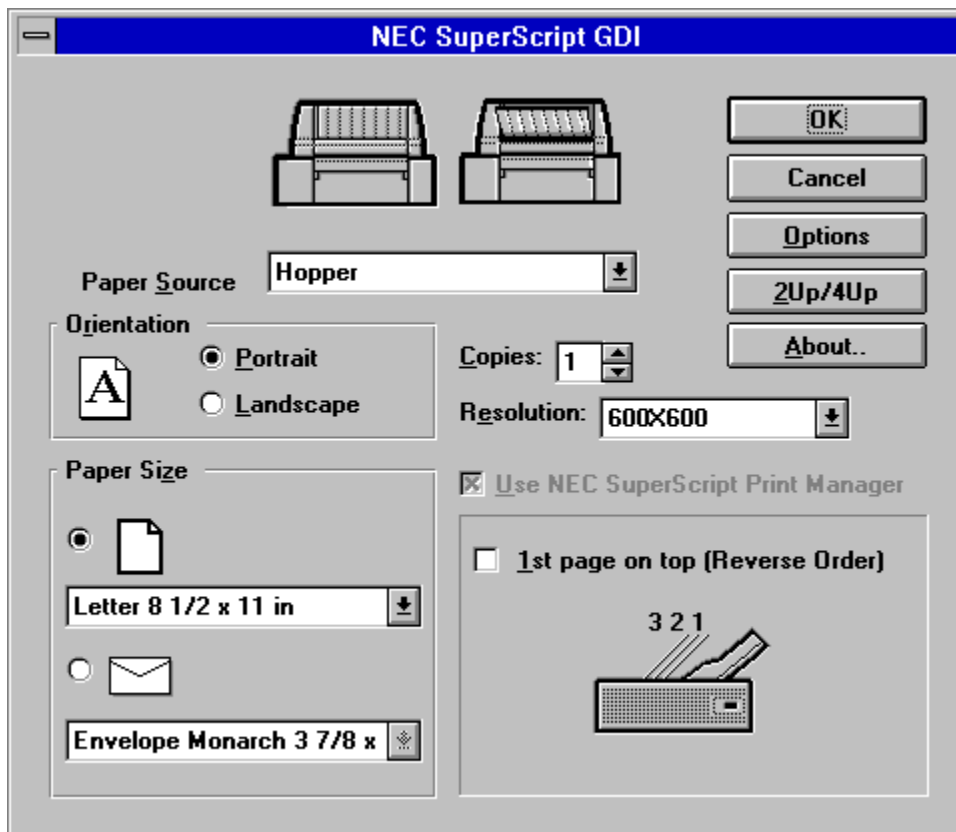 NEC SuperScript GDI
OK
Cancel
Options
2Up/4Up
About..
Paper Source
Hopper
Orientation
A
Portrait
Landscape
Copies:
1
Resolution:
600X600
Paper Size
Letter 8 1/2 x 11 in
Envelope Monarch 3 7/8 x
Use NEC SuperScript Print Manager
1st page on top (Reverse Order)
3 2 1